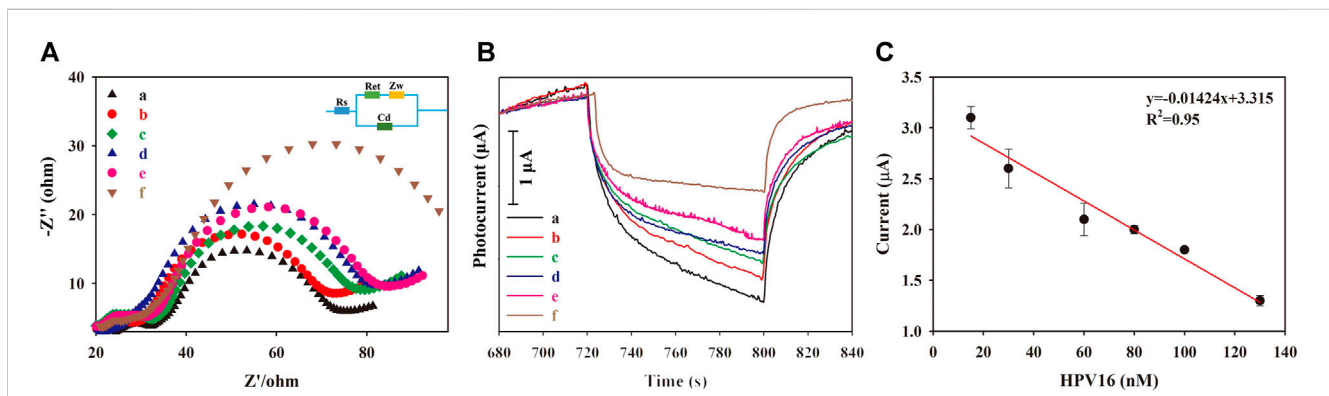 A
40
30
20
10
-Z'' (ohm)
a
b
c
d
e
f
Rs
Ret
Zw
Cd
20
40
60
80
Z'/ohm
B
Photocurrent (μA)
1 μA
a
b
c
d
e
f
680
700
720
740
760
780
800
820
840
Time (s)
C
3.5
3.0
2.5
2.0
1.5
1.0
Current (μA)
y=-0.01424x+3.315
R²=0.95
0
20
40
60
80
100
120
140
HPV16 (nM)